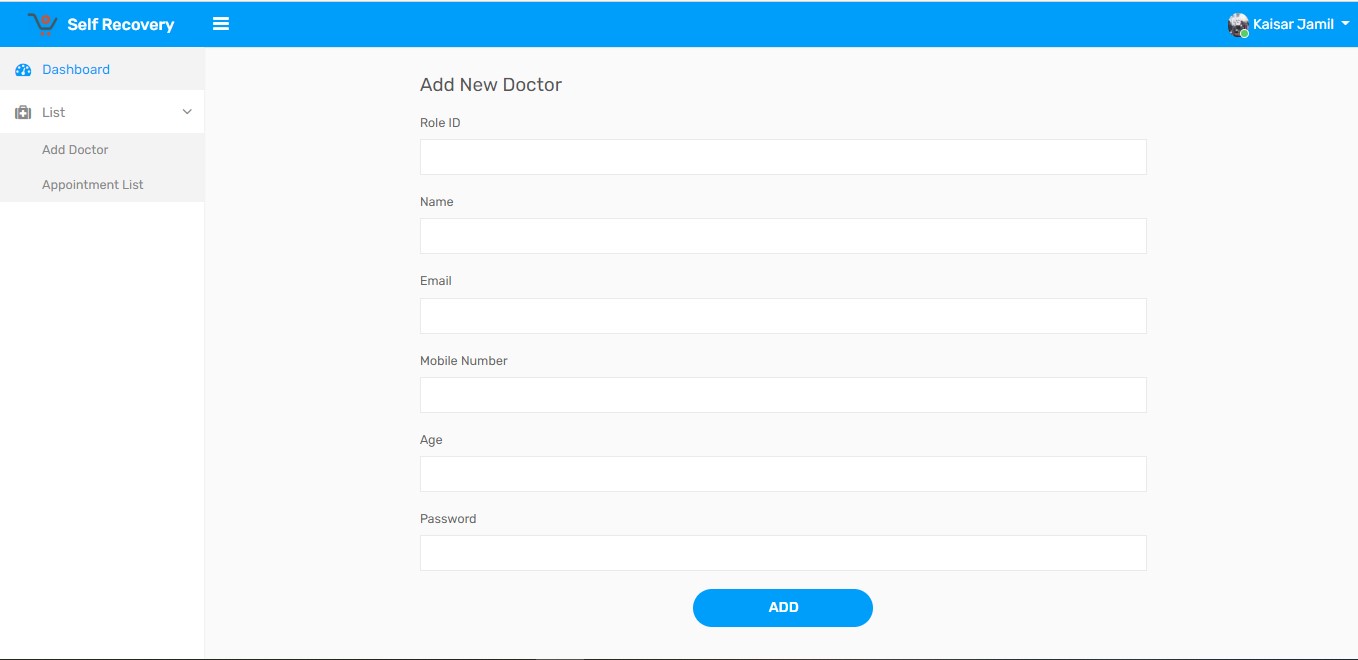 Self Recovery
Kaisar Jamil
Dashboard
List
Add Doctor
Appointment List
Add New Doctor
Role ID
Name
Email
Mobile Number
Age
Password
ADD